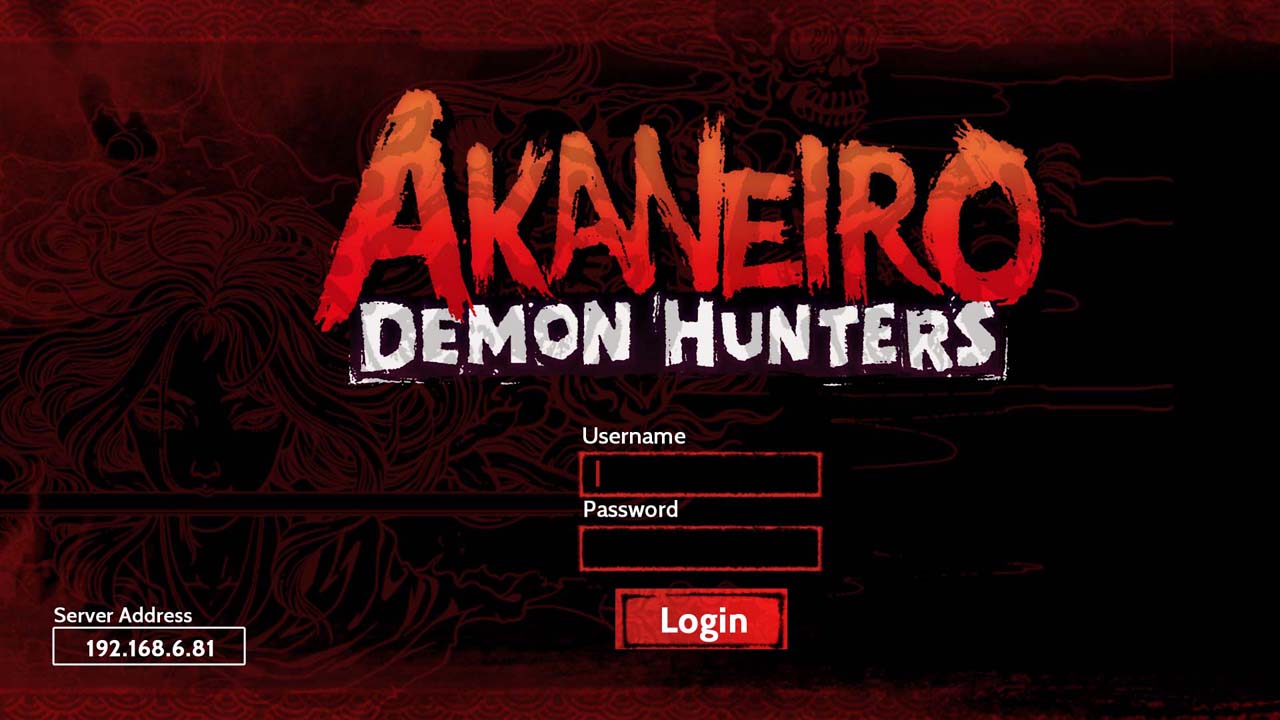 AKANEIRO
DEMON HUNTERS
Username
Password
Login
Server Address
192.168.6.81